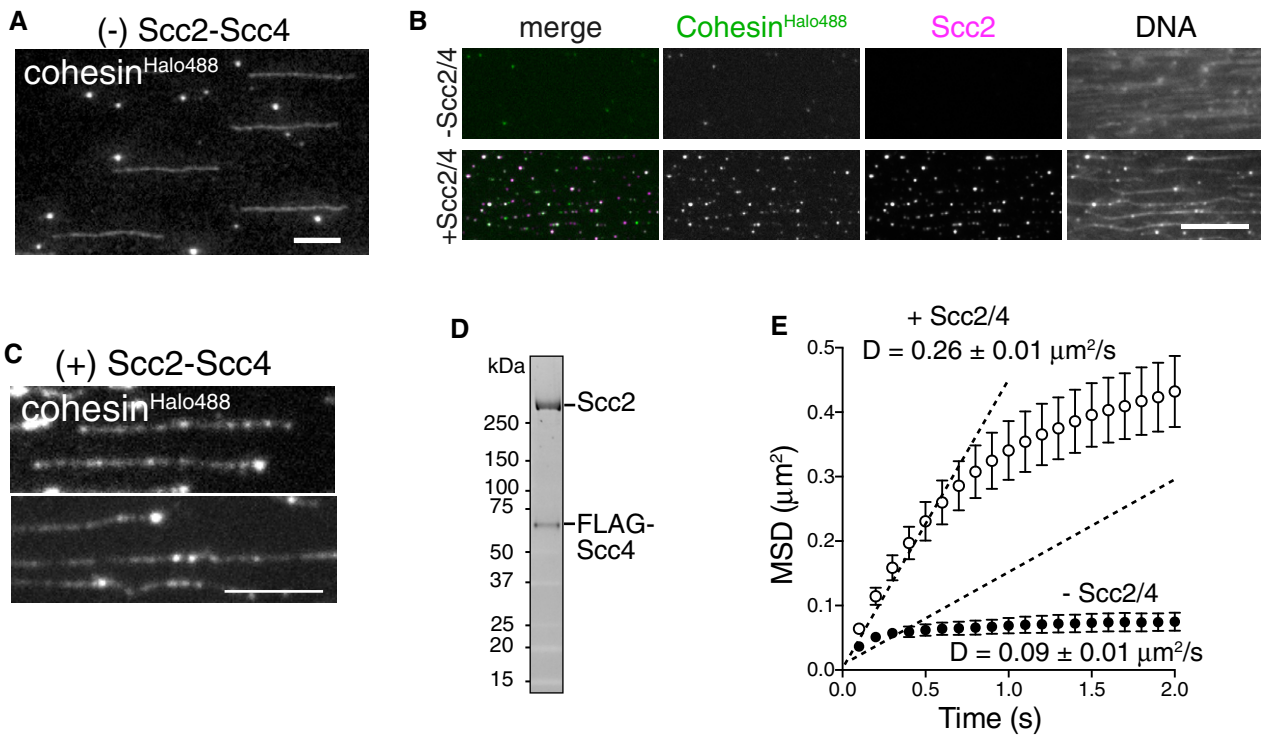 A
(-) Scc2-Scc4
cohesinHalo488
B
merge
CohesinHalo488
Scc2
DNA
-Scc2/4
+Scc2/4
C
(+) Scc2-Scc4
cohesinHalo488
D
kDa
250
150
100
75
50
37
25
20
15
Scc2
FLAG-
Scc4
E
+ Scc2/4
D = 0.26 ± 0.01 μm²/s
0.5
0.4
0.3
0.2
0.1
0.0
MSD (μm²)
- Scc2/4
D = 0.09 ± 0.01 μm²/s
0.0
0.5
1.0
1.5
2.0
Time (s)